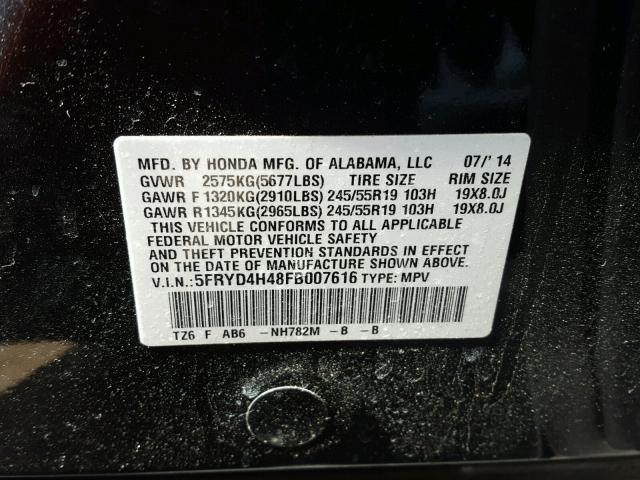 MFD. BY HONDA MFG. OF ALABAMA, LLC 07/'14
GVWR 2575KG(5677LBS) TIRE SIZE RIM SIZE
GAWR F 1320KG(2910LBS) 245/55R19 103H 19X8.0J
GAWR R1345KG(2965LBS) 245/55R19 103H 19X8.0J
THIS VEHICLE CONFORMS TO ALL APPLICABLE
FEDERAL MOTOR VEHICLE SAFETY
AND THEFT PREVENTION STANDARDS IN EFFECT
ON THE DATE OF MANUFACTURE SHOWN ABOVE.
V.I.N.:5FRYD4H48FB007616 TYPE: MPV
TZ6 F AB6 -NH782M -B -B